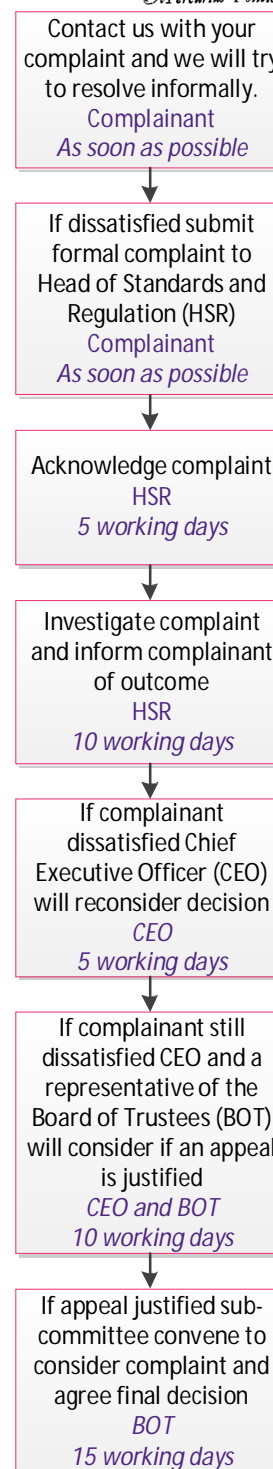 Contact us with your
complaint and we will try
to resolve informally.
Complainant
As soon as possible
If dissatisfied submit
formal complaint to
Head of Standards and
Regulation (HSR)
Complainant
As soon as possible
Acknowledge complaint
HSR
5 working days
Investigate complaint
and inform complainant
of outcome
HSR
10 working days
If complainant
dissatisfied Chief
Executive Officer (CEO)
will reconsider decision
CEO
5 working days
If complainant still
dissatisfied CEO and a
representative of the
Board of Trustees (BOT)
will consider if an appeal
is justified
CEO and BOT
10 working days
If appeal justified sub-
committee convene to
consider complaint and
agree final decision
BOT
15 working days